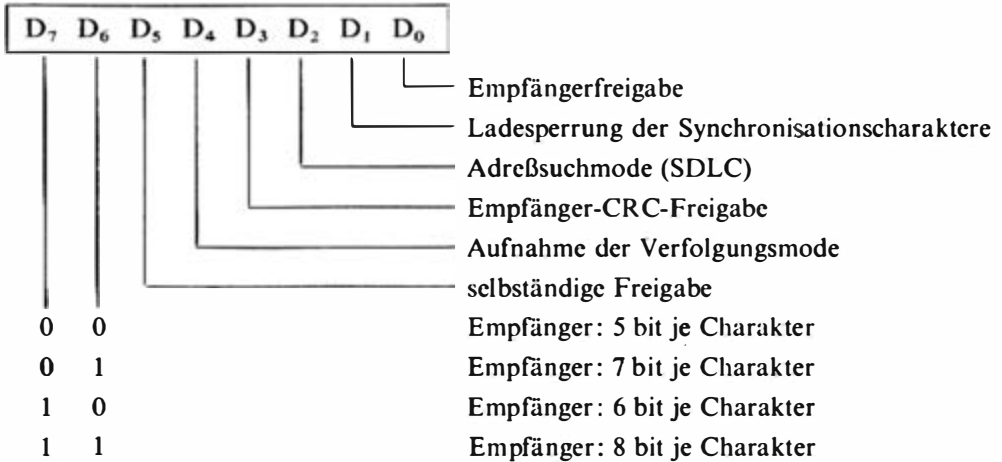 D₇ D₆ D₅ D₄ D₃ D₂ D₁ D₀
Empfängerfreigabe
Ladesperrung der Synchronisationscharaktere
Adreßsuchmode (SDLC)
Empfänger-CRC-Freigabe
Aufnahme der Verfolgungsmode
selbständige Freigabe
0 0 Empfänger: 5 bit je Charakter
0 1 Empfänger: 7 bit je Charakter
1 0 Empfänger: 6 bit je Charakter
1 1 Empfänger: 8 bit je Charakter